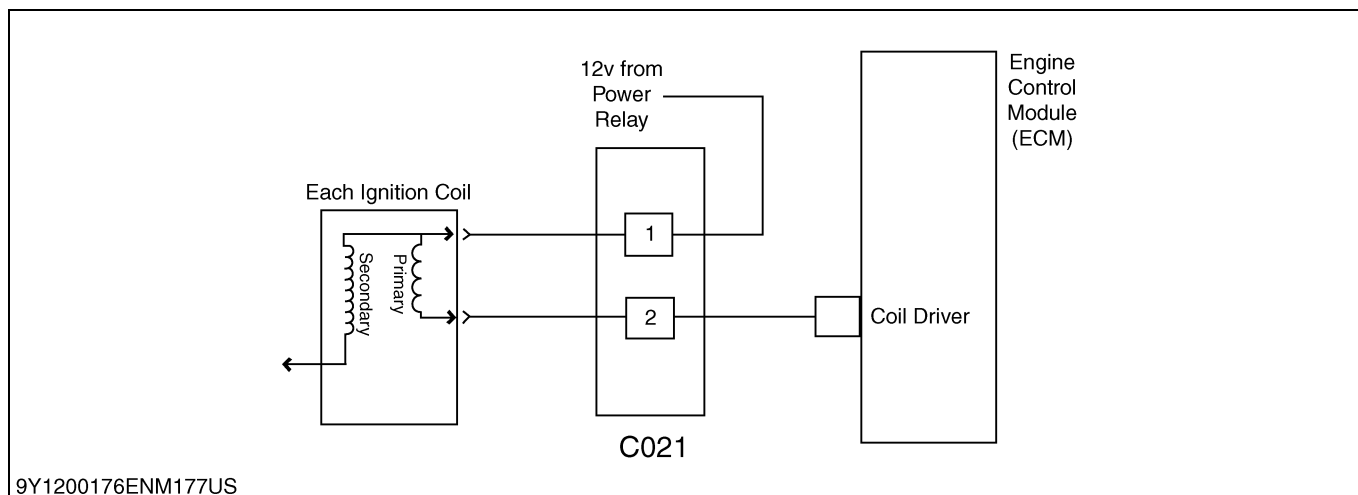 12v from
Power
Relay
Engine
Control
Module
(ECM)
Each Ignition Coil
Secondary
Primary
1
2
Coil Driver
C021
9Y1200176ENM177US